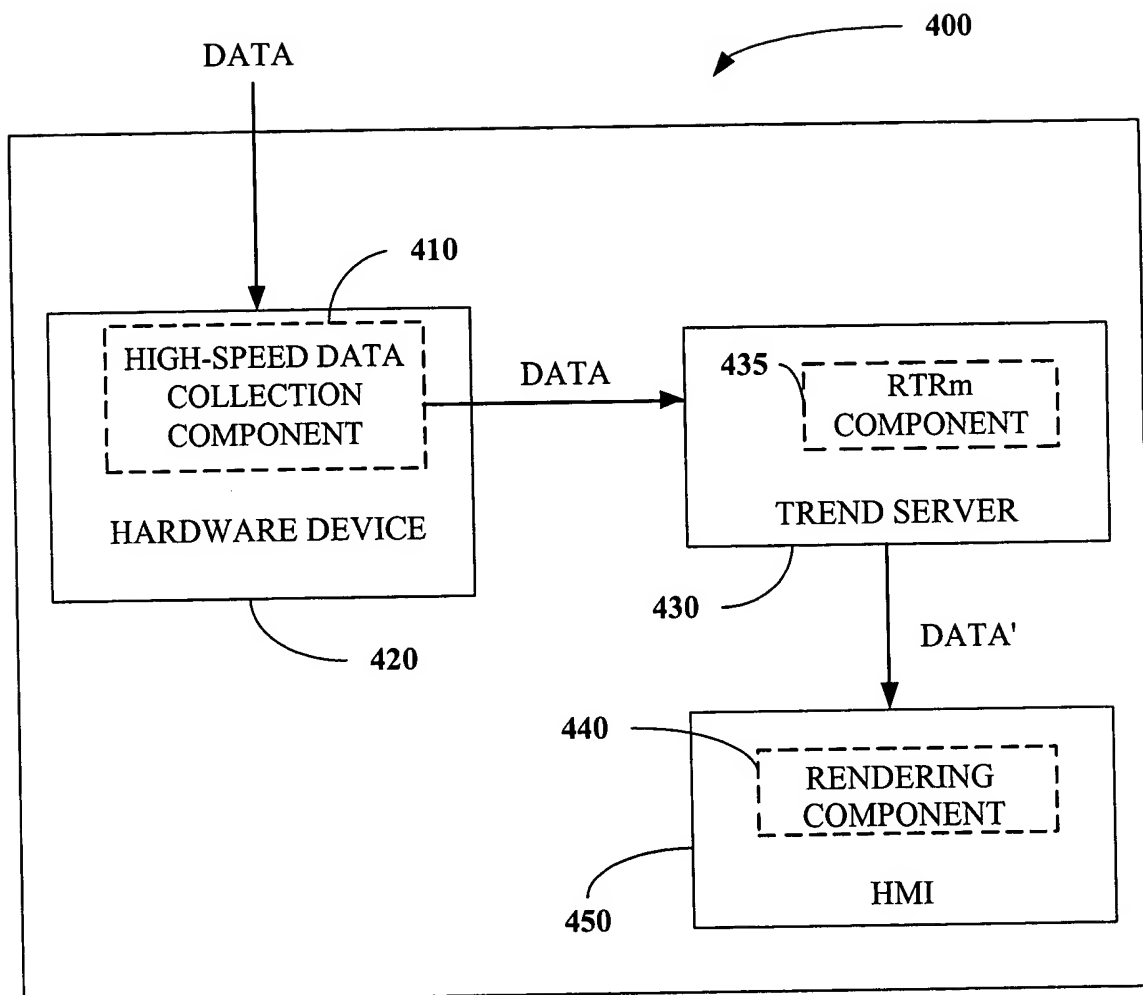 400
DATA
410
HIGH-SPEED DATA
COLLECTION
COMPONENT
HARDWARE DEVICE
420
DATA
435
RTRm
COMPONENT
TREND SERVER
430
DATA'
440
RENDERING
COMPONENT
HMI
450